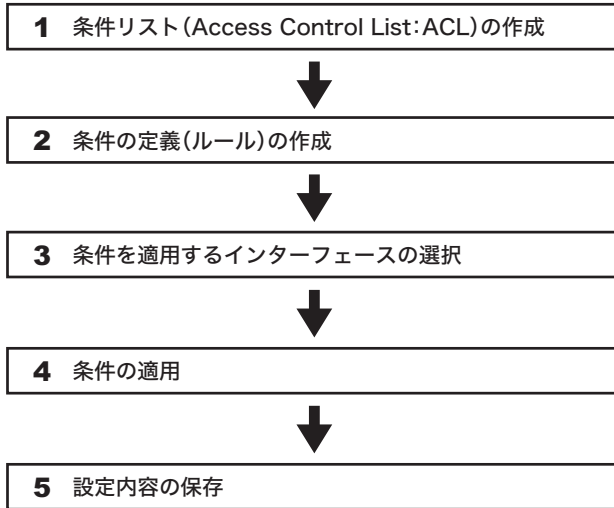 1 条件リスト(Access Control List:ACL)の作成
2 条件の定義(ルール)の作成
3 条件を適用するインターフェースの選択
4 条件の適用
5 設定内容の保存